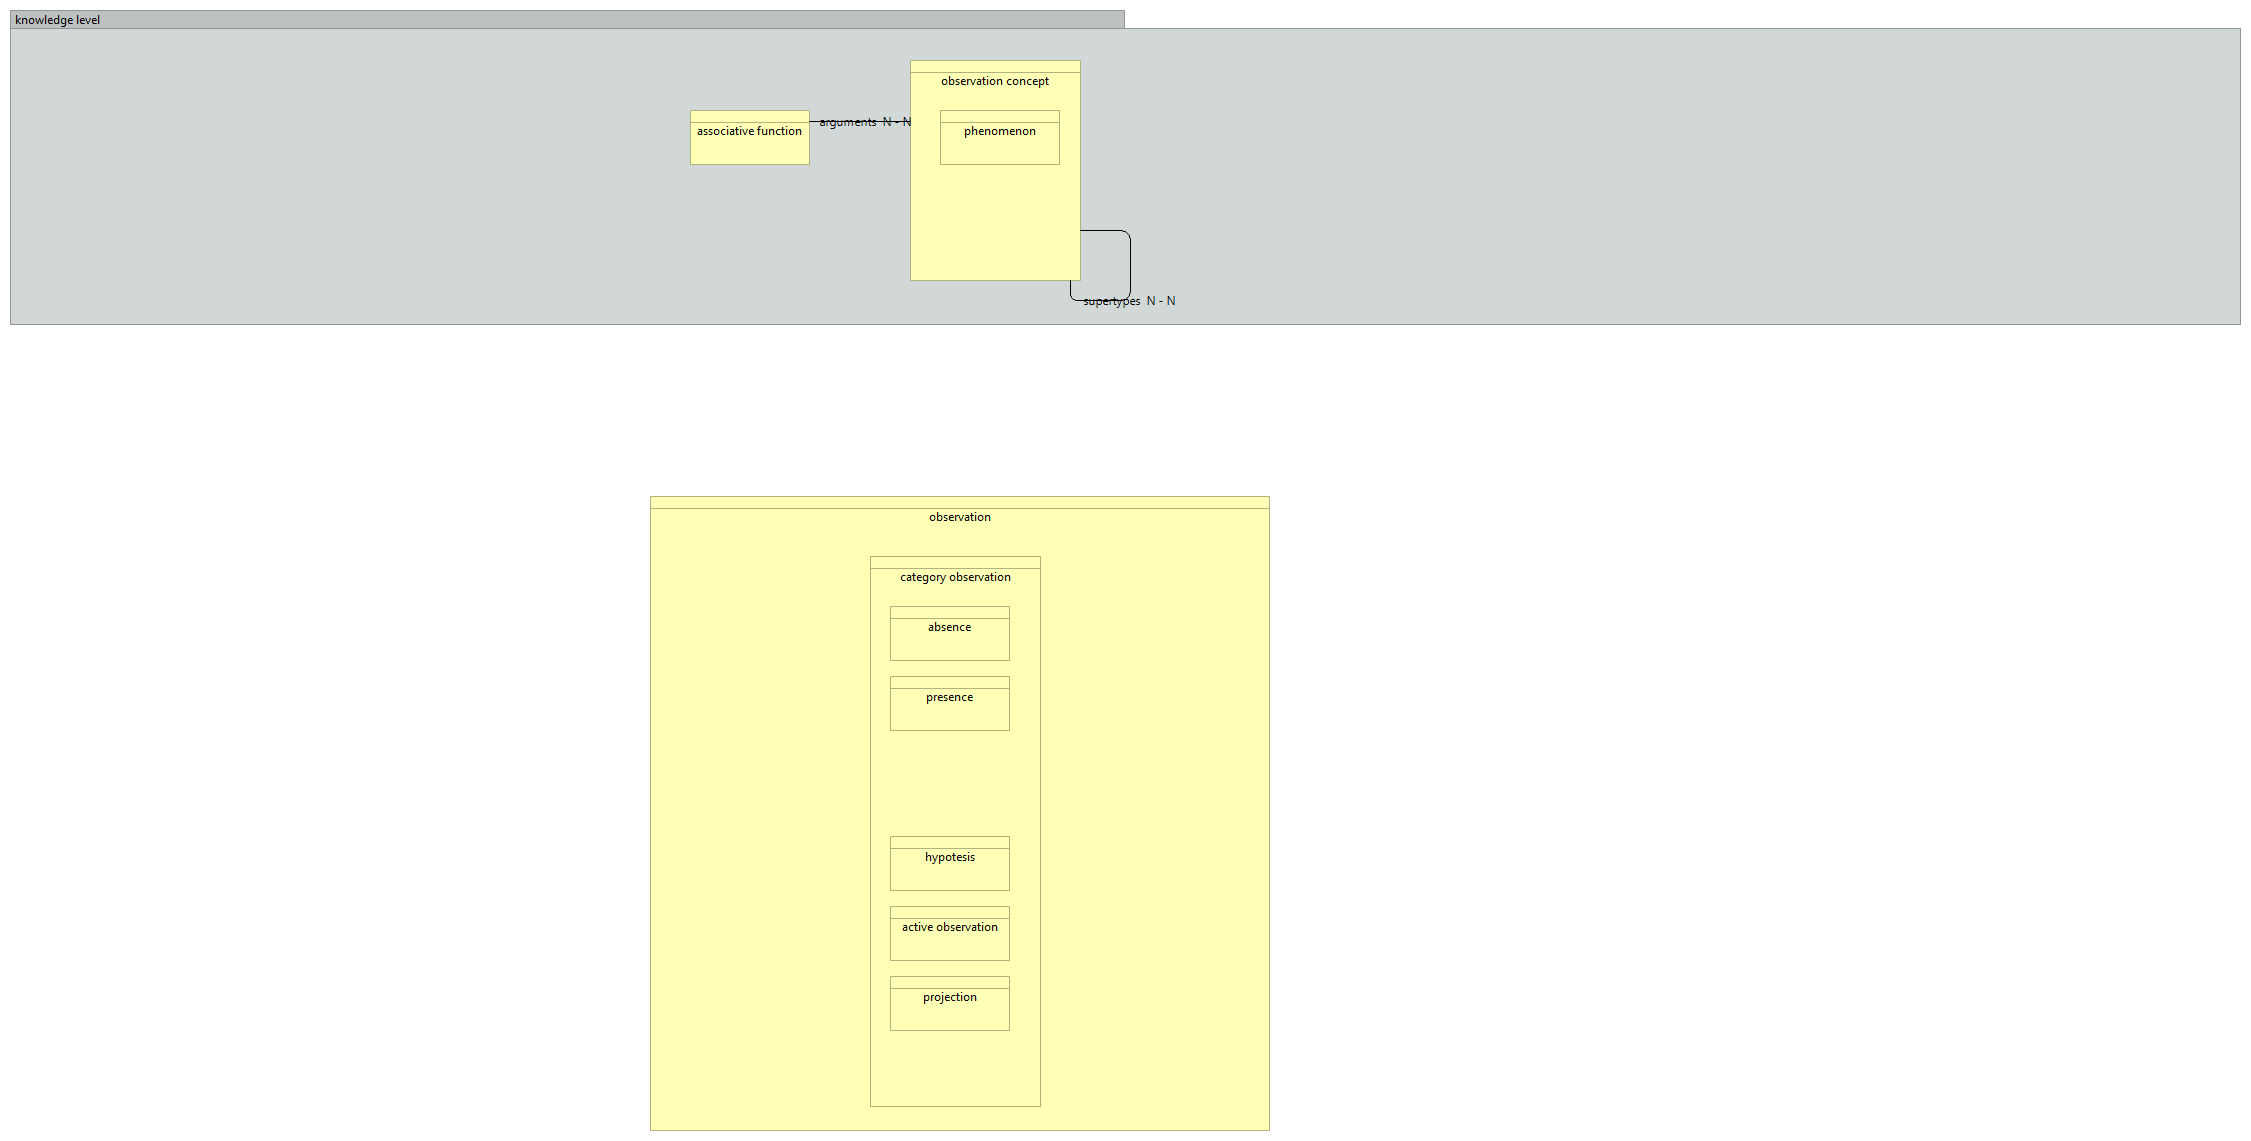 knowledge level
observation concept
associative function
arguments N - N
phenomenon
supertypes N - N
observation
category observation
absence
presence
hypotesis
active observation
projection